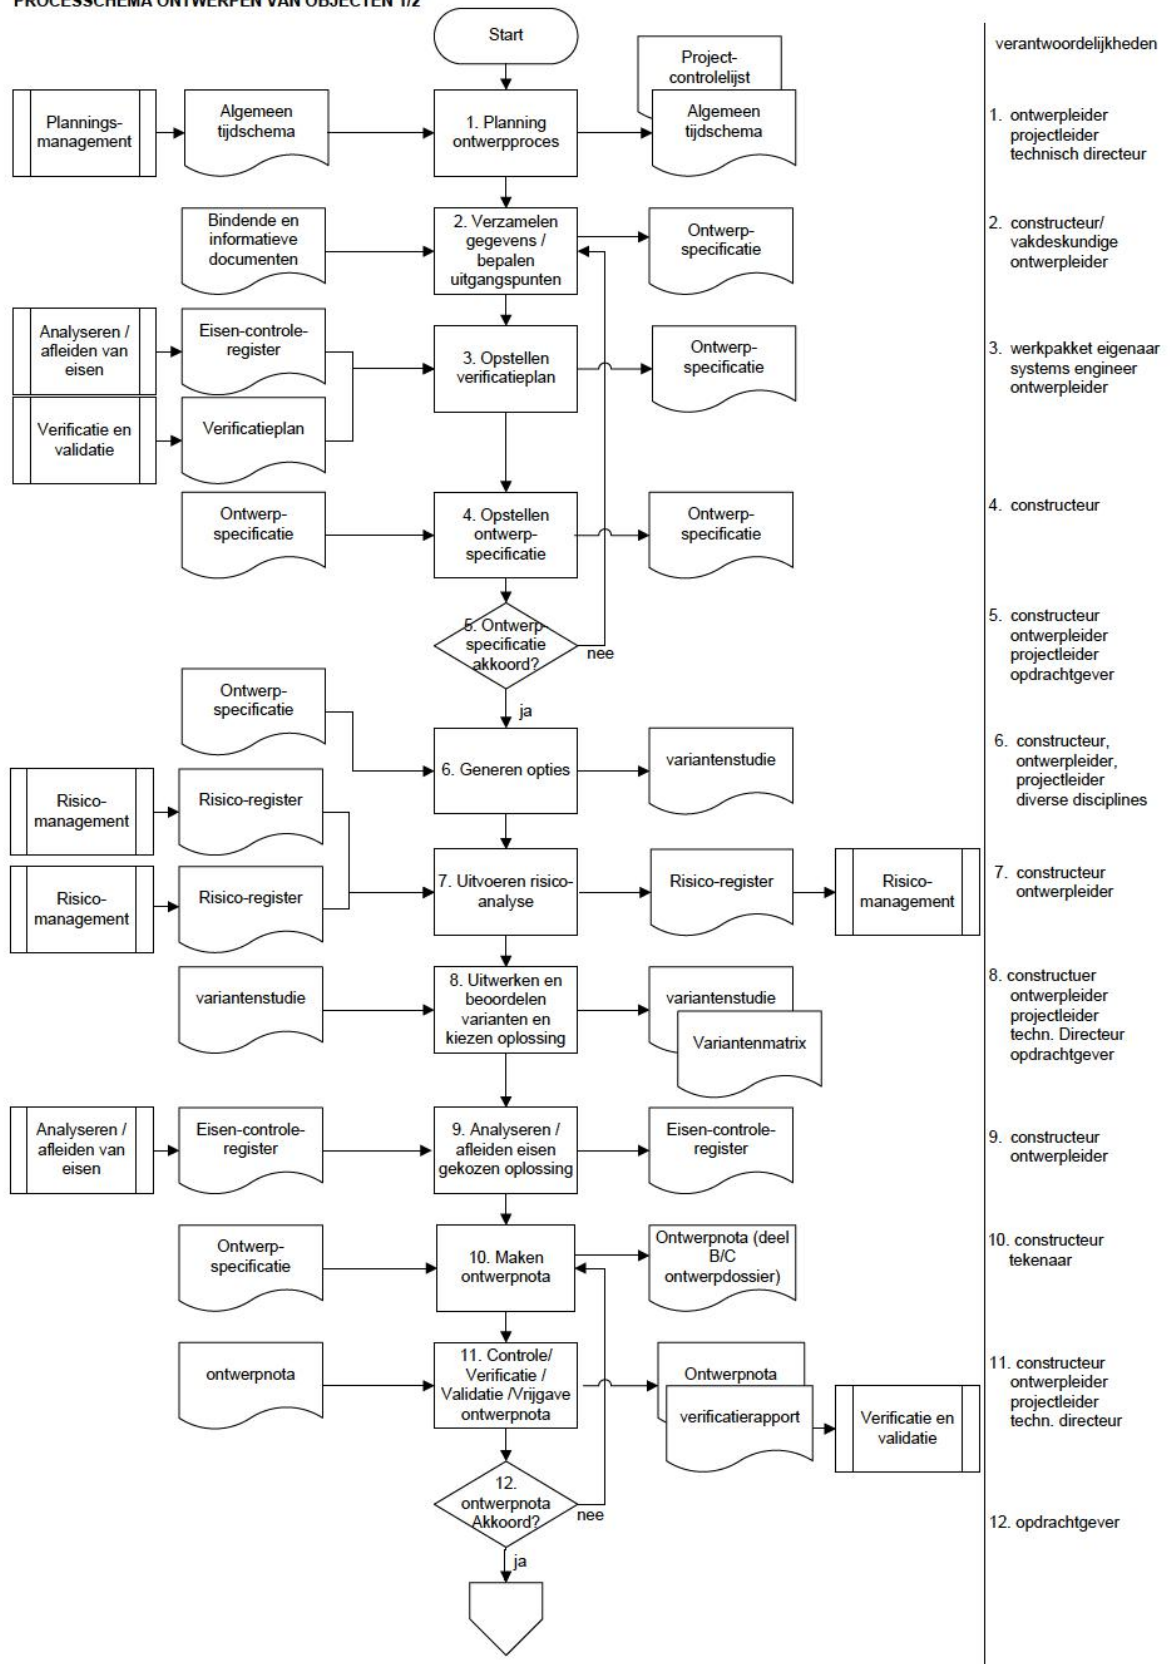 PROCESSCHEMA ONTWERPEN VAN OBJECTEN 1/2
Start
verantwoordelijkheden
Project-
controlelijst
Plannings-
management
Algemeen
tijdschema
1. Planning
ontwerpproces
Algemeen
tijdschema
1. ontwerpleider
projectleider
technisch directeur
Bindende en
informatieve
documenten
2. Verzamelen
gegevens /
bepalen
uitgangspunten
Ontwerp-
specificatie
2. constructeur/
vakdeskundige
ontwerpleider
Analyseren /
afleiden van
eisen
Eisen-controle-
register
3. Opstellen
verificatieplan
Ontwerp-
specificatie
3. werkpakket eigenaar
systems engineer
ontwerpleider
Verificatie en
validatie
Verificatieplan
Ontwerp-
specificatie
4. Opstellen
ontwerp-
specificatie
Ontwerp-
specificatie
4. constructeur
5. Ontwerp-
specificatie
akkoord?
nee
ja
5. constructeur
ontwerpleider
projectleider
opdrachtgever
Ontwerp-
specificatie
6. Generen opties
variantenstudie
6. constructeur,
ontwerpleider,
projectleider
diverse disciplines
Risico-
management
Risico-register
Risico-
management
Risico-register
7. Uitvoeren risico-
analyse
Risico-register
Risico-
management
7. constructeur
ontwerpleider
variantenstudie
8. Uitwerken en
beoordelen
varianten en
kiezen oplossing
variantenstudie
Variantenmatrix
8. constructuer
ontwerpleider
projectleider
techn. Directeur
opdrachtgever
Analyseren /
afleiden van
eisen
Eisen-controle-
register
9. Analyseren /
afleiden eisen
gekozen oplossing
Eisen-controle-
register
9. constructeur
ontwerpleider
Ontwerp-
specificatie
10. Maken
ontwerpnota
Ontwerpnota (deel
B/C
ontwerpdossier)
10. constructeur
tekenaar
ontwerpnota
11. Controle/
Verificatie /
Validatie /Vrijgave
ontwerpnota
Ontwerpnota
verificatierapport
Verificatie en
validatie
11. constructeur
ontwerpleider
projectleider
techn. directeur
12.
ontwerpnota
Akkoord?
nee
ja
12. opdrachtgever